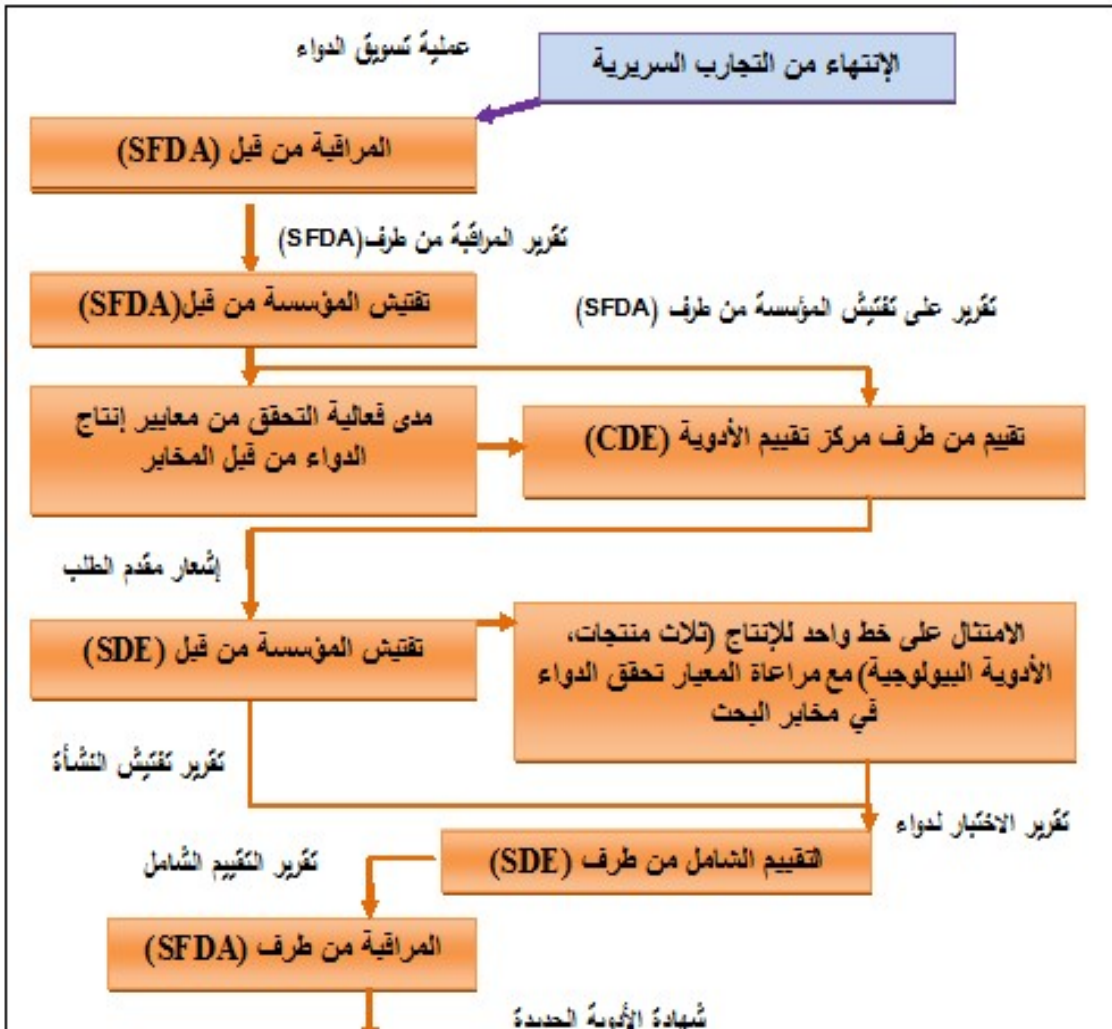 الإنتهاء من التجارب السريرية
عملية تسويق الدواء
المراقبة من قبل (SFDA)
تقرير المراقبة من طرف(SFDA)
تفتيش المؤسسة من قبل(SFDA)
تقرير على تفتيش المؤسسة من طرف (SFDA)
مدى فعالية التحقق من معايير إنتاج
الدواء من قبل المخابر
تقييم من طرف مركز تقييم الأدوية (CDE)
إشعار مقدم الطلب
تفتيش المؤسسة من قبل (SDE)
الامتثال على خط واحد للإنتاج (ثلاث منتجات،
الأدوية البيولوجية) مع مراعاة المعيار تحقق الدواء
في مخابر البحث
تقرير تفتيش النشأة
تقرير الاختبار لدواء
التقييم الشامل من طرف (SDE)
تقرير التقييم الشامل
المراقبة من طرف (SFDA)
شهادة الأدوية الجديدة